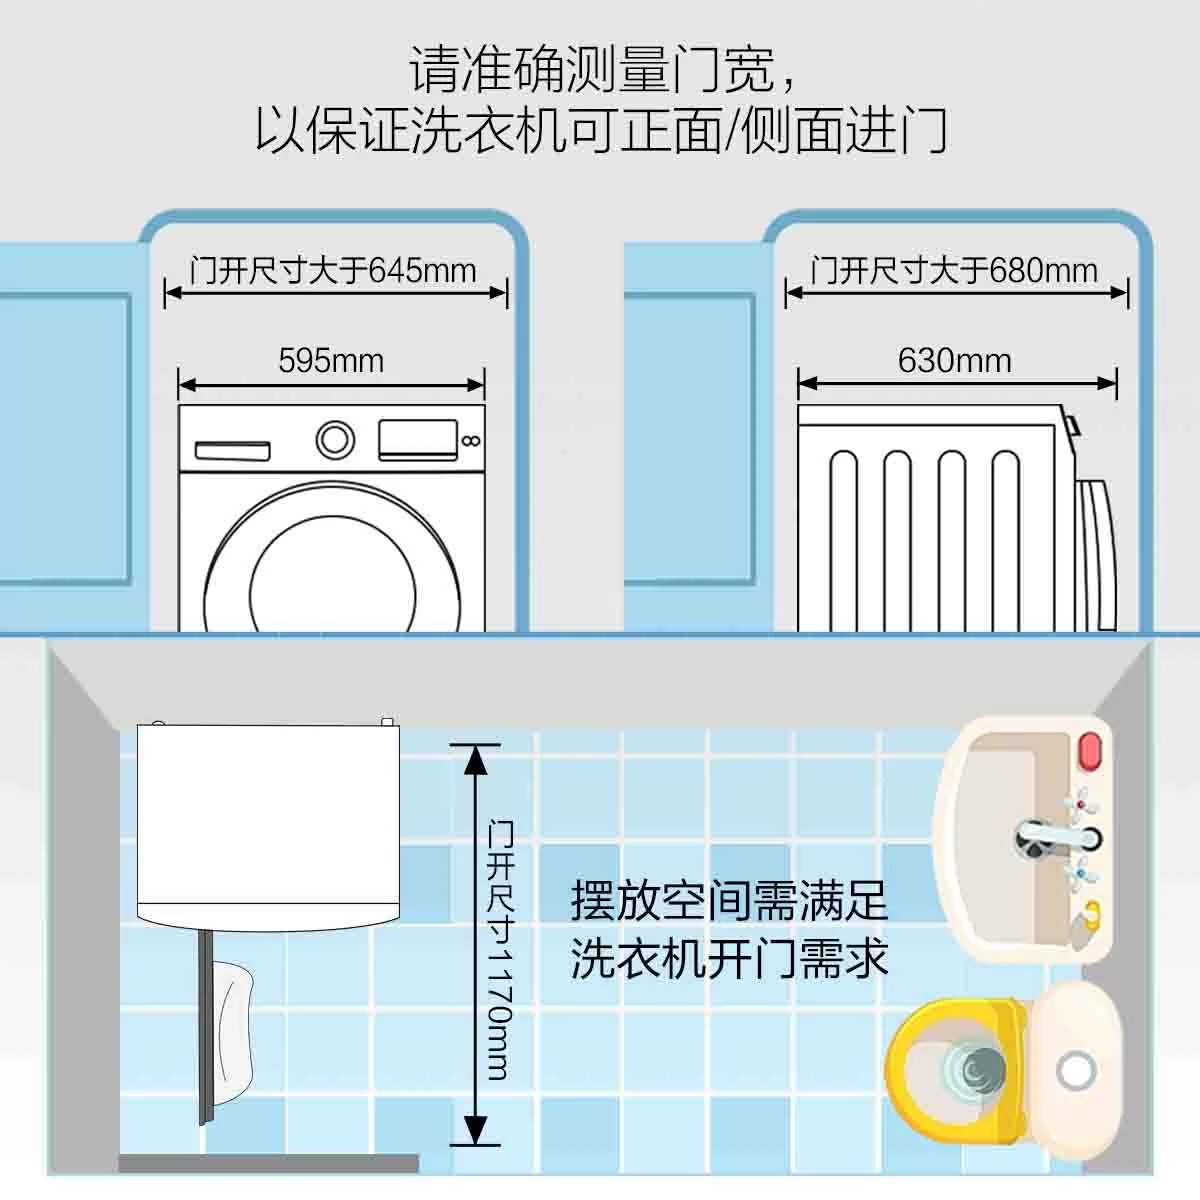 请准确测量门宽，
以保证洗衣机可正面/侧面进门
门开尺寸大于645mm
门开尺寸大于680mm
595mm
630mm
门开尺寸1170mm
摆放空间需满足
洗衣机开门需求